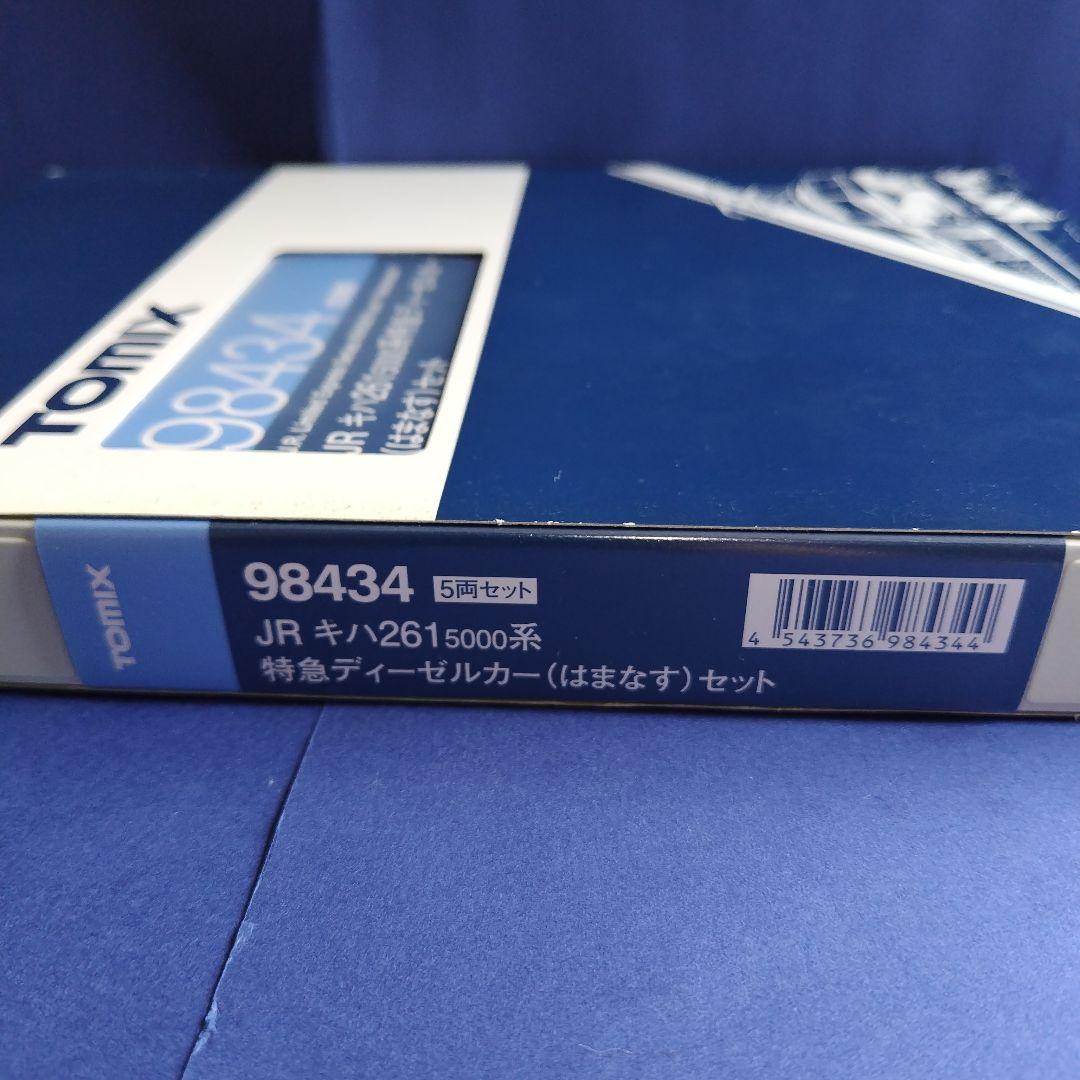 TOMIX
98434
JR キハ261 5000系特急ディーゼルカー
(はまなす)セット
TOMIX
98434 5両セット
JR キハ261 5000系
特急ディーゼルカー(はまなす)セット
4 543736 984344